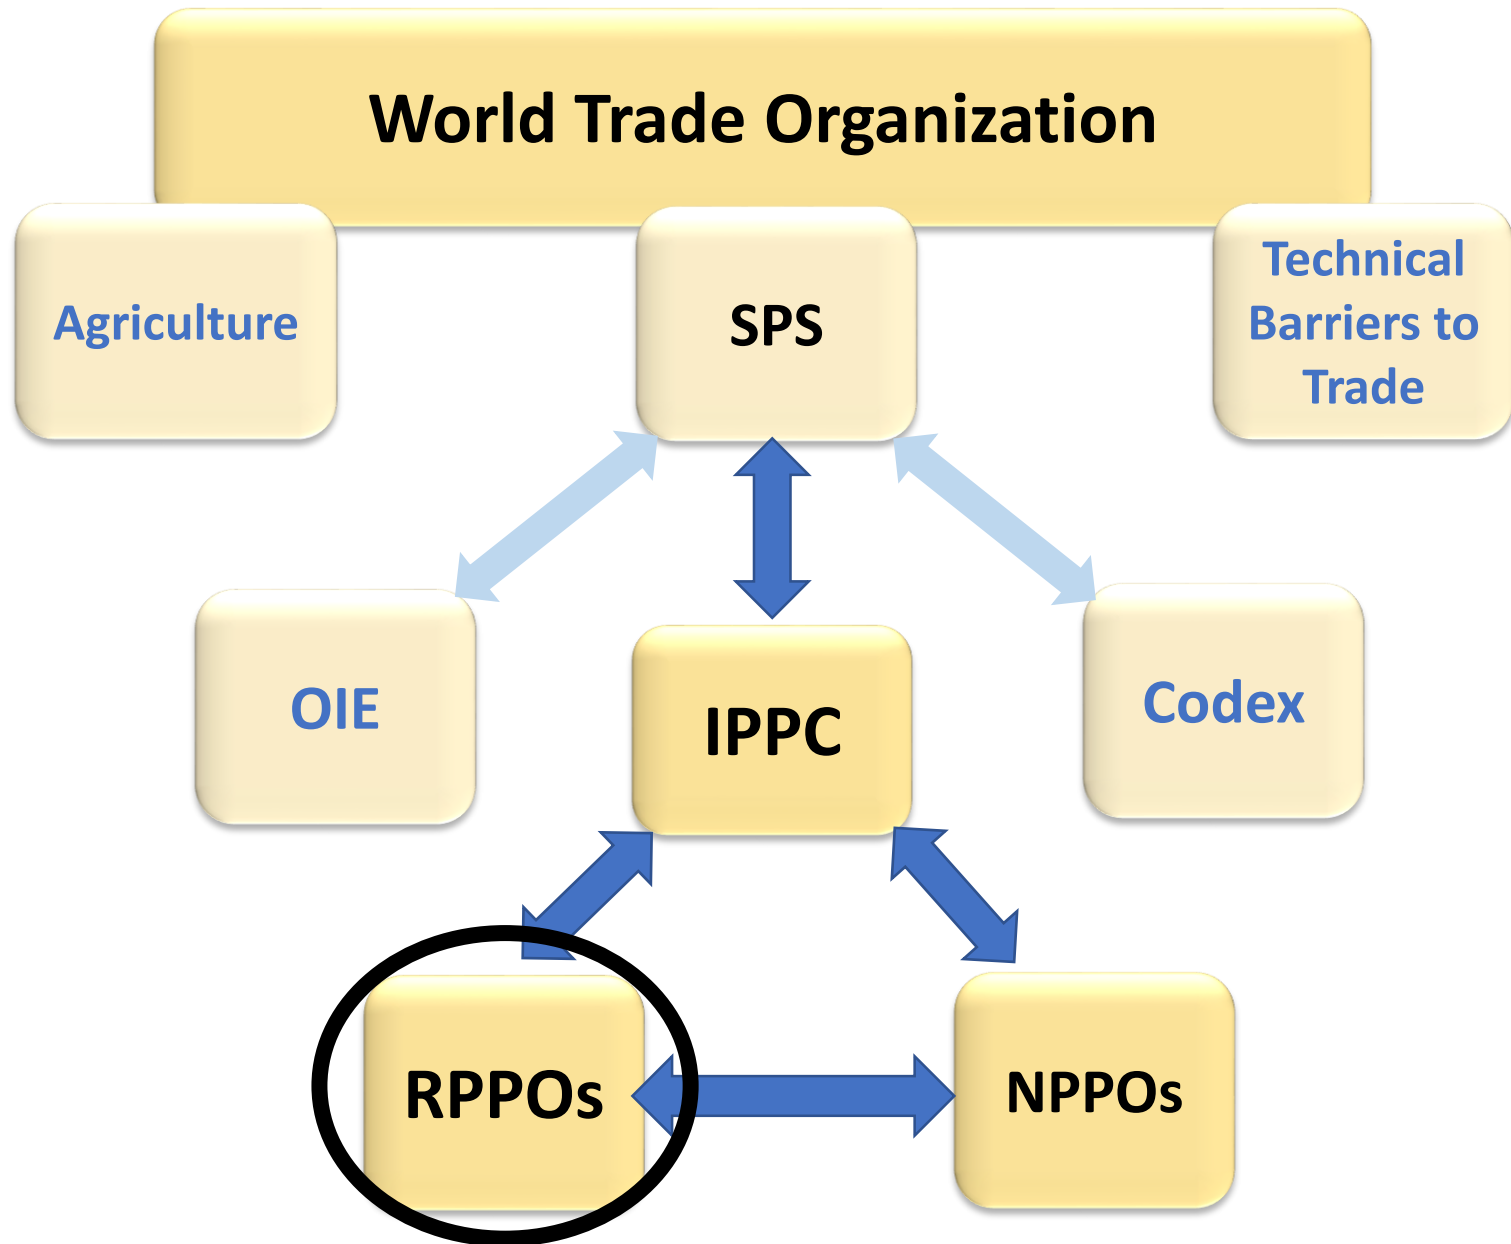 World Trade Organization
Agriculture
SPS
Technical
Barriers to
Trade
OIE
IPPC
Codex
RPPOs
NPPOs